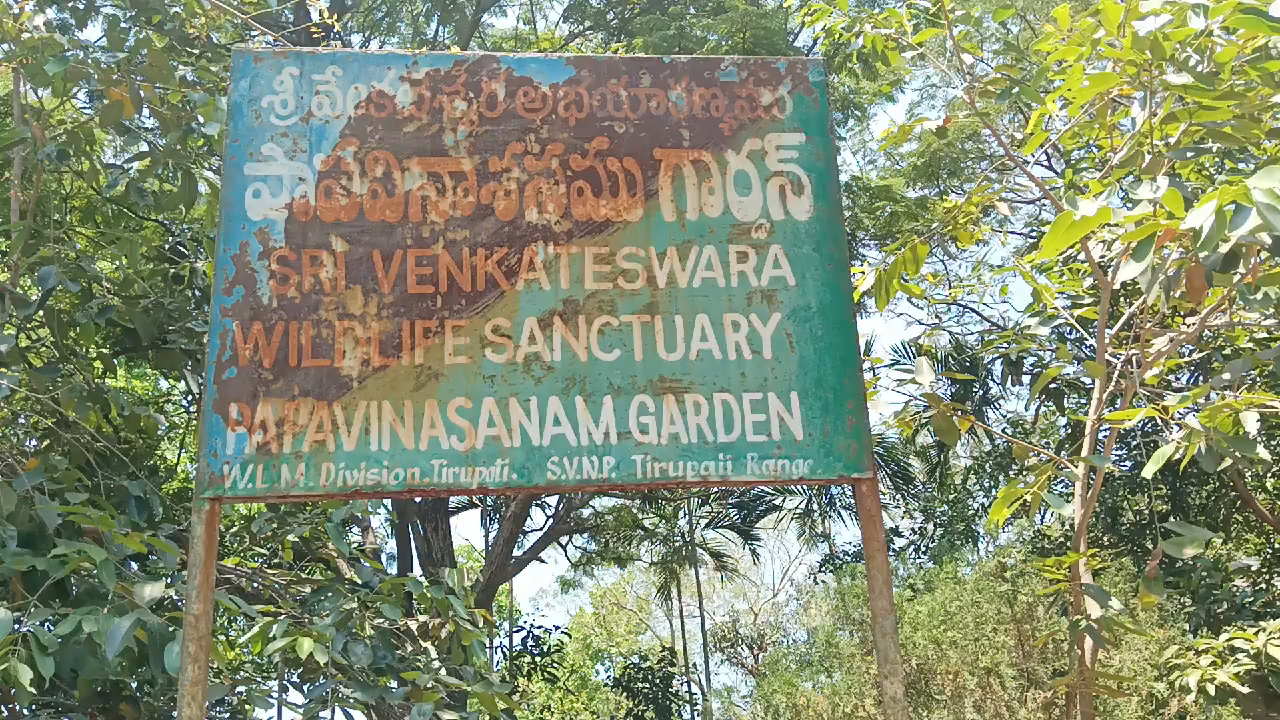 శ్రీ వేంకటేశ్వర అభయారణ్యము
పాపవినాశనము గార్డెన్
SRI VENKATESWARA
WILDLIFE SANCTUARY
PAPAVINASANAM GARDEN
W.L.M. Division.Tirupati. S.V.N.P. Tirupati Range.